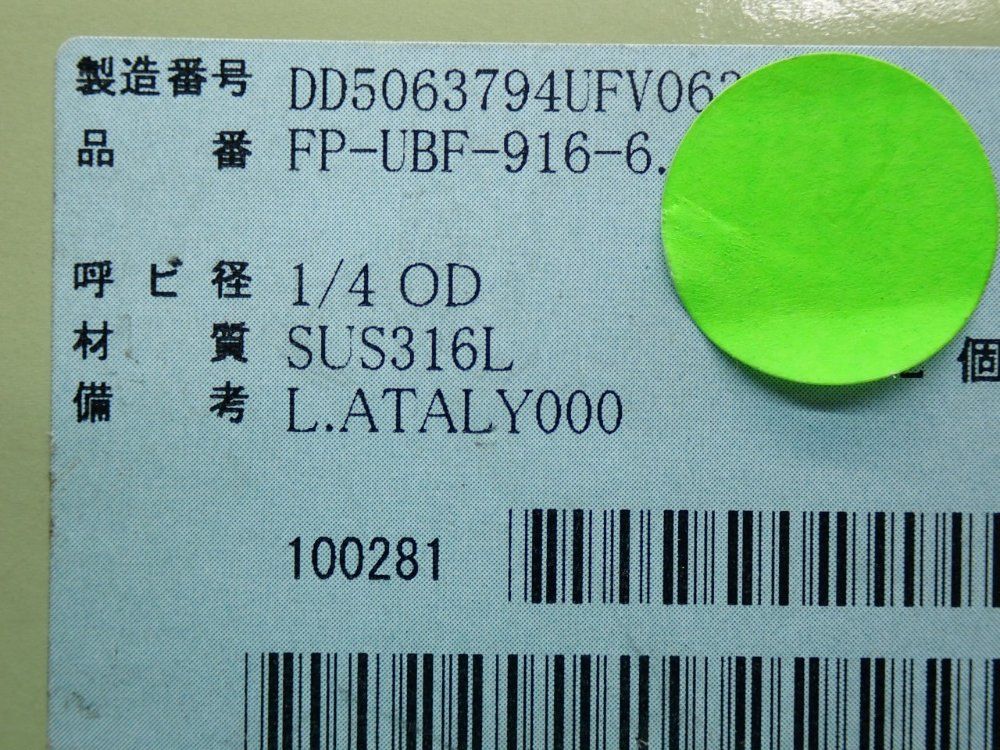 製造番号 DD5063794UFV06
品番 FP-UBF-916-6.
呼ビ径 1/4 OD
材質 SUS316L
個
備考 L.ATALY000
100281